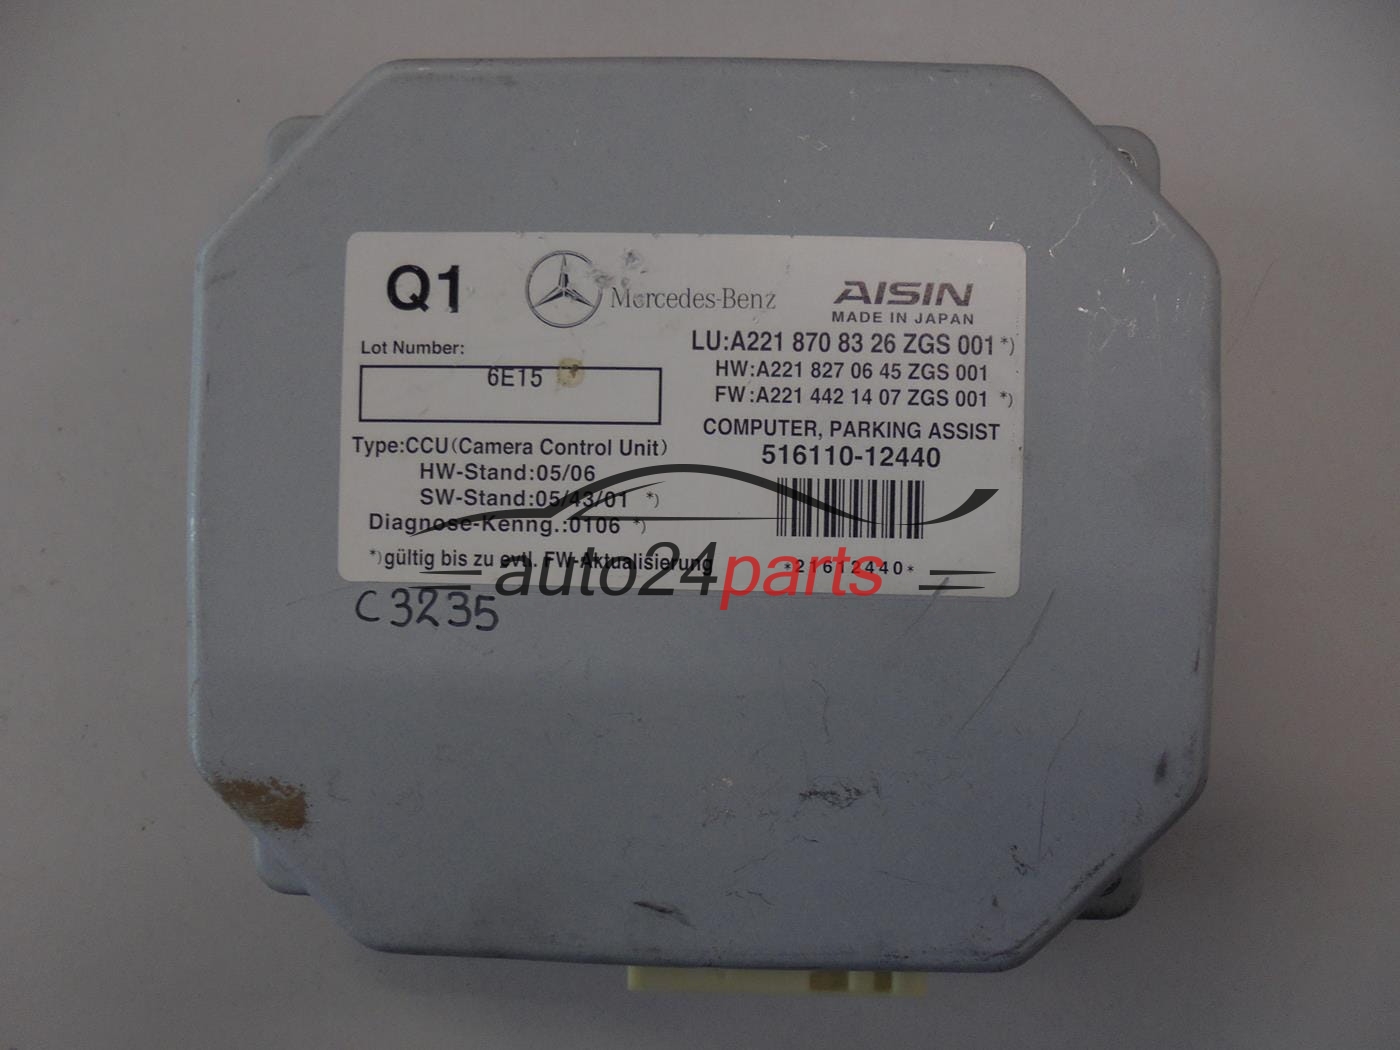 Q1
Mercedes-Benz
AISIN
MADE IN JAPAN
Lot Number:
6E15
LU:A221 870 83 26 ZGS 001 *)
HW:A221 827 06 45 ZGS 001
FW:A221 442 14 07 ZGS 001 *)
COMPUTER, PARKING ASSIST
516110-12440
Type:CCU(Camera Control Unit)
HW-Stand:05/06
SW-Stand:05/43/01 *)
Diagnose-Kenng.:0106 *)
*)gültig bis zu evtl. FW-Aktualisierung
*21612440*
auto24parts
C3235